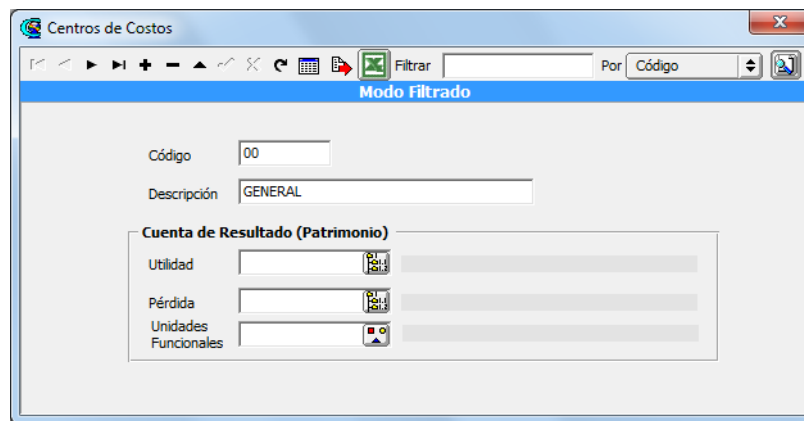 Centros de Costos
Filtrar Por Código
Modo Filtrado
Código 00
Descripción GENERAL
Cuenta de Resultado (Patrimonio)
Utilidad
Pérdida
Unidades
Funcionales